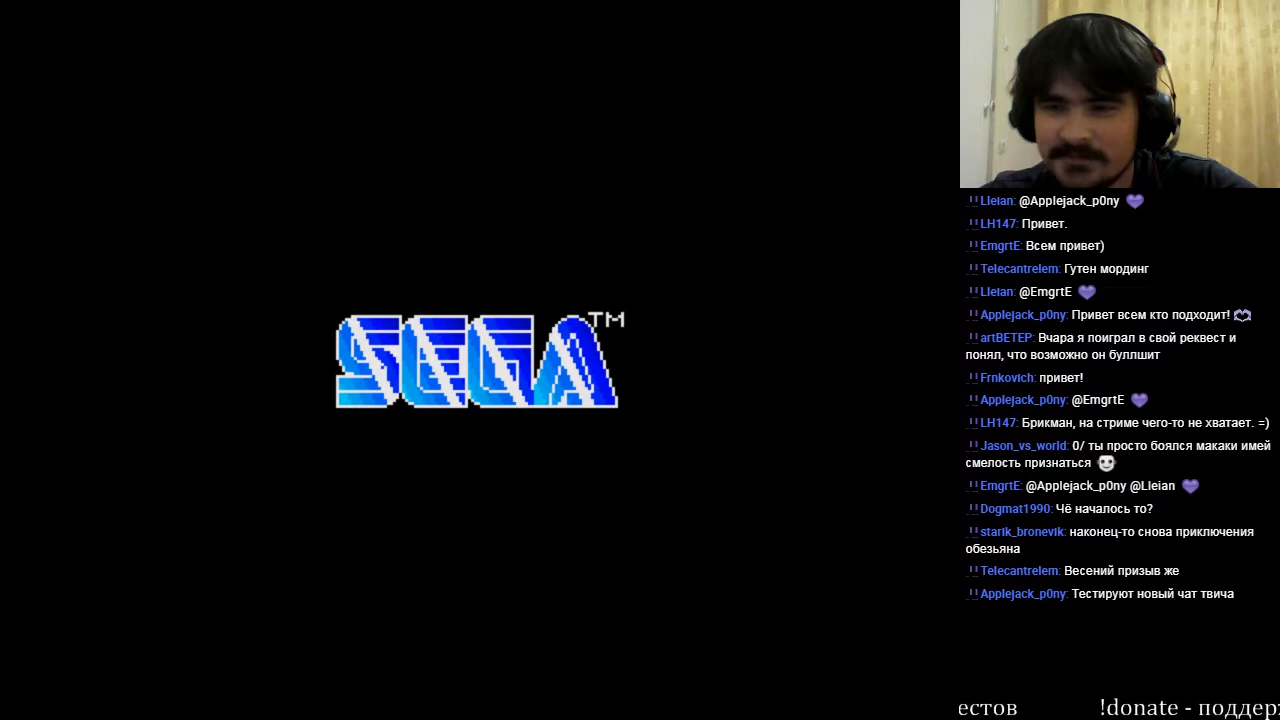 SEGA™
Lleian: @Applejack_p0ny
LH147: Привет.
EmgrtE: Всем привет)
Telecantrelem: Гутен мординг
Lleian: @EmgrtE
Applejack_p0ny: Привет всем кто подходит!
artBETEP: Вчара я поиграл в свой реквест и
понял, что возможно он буллшит
Frnkovich: привет!
Applejack_p0ny: @EmgrtE
LH147: Брикман, на стриме чего-то не хватает. =)
Jason_vs_world: 0/ ты просто боялся макаки имей
смелость признаться
EmgrtE: @Applejack_p0ny @Lleian
Dogmat1990: Чё началось то?
starik_bronevik: наконец-то снова приключения
обезьяна
Telecantrelem: Весений призыв же
Applejack_p0ny: Тестируют новый чат твича
естов !donate - поддер